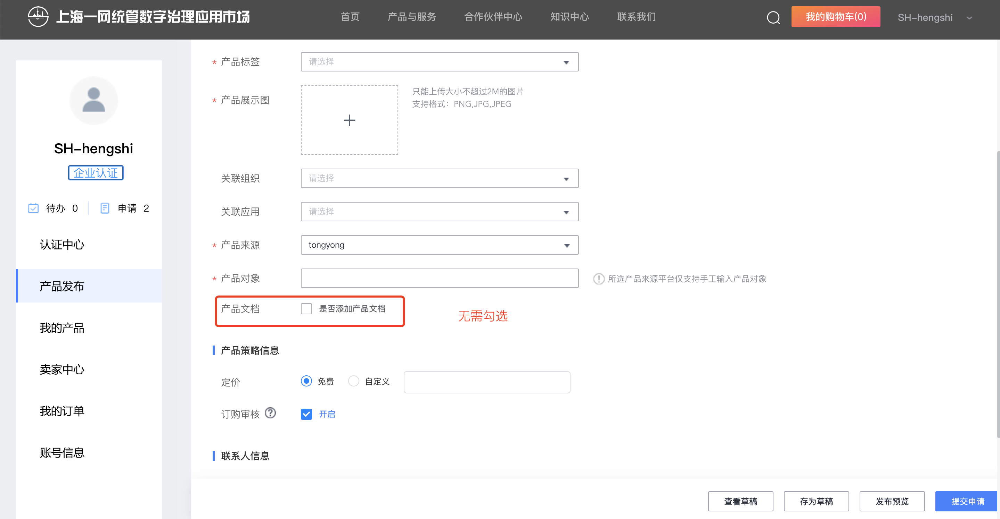 上海一网统管数字治理应用市场
首页
产品与服务
合作伙伴中心
知识中心
联系我们
我的购物车(0)
SH-hengshi
SH-hengshi
企业认证
待办 0
申请 2
认证中心
产品发布
我的产品
卖家中心
我的订单
账号信息
* 产品标签
请选择
* 产品展示图
只能上传大小不超过2M的图片
支持格式：PNG,JPG,JPEG
关联组织
请选择
关联应用
请选择
* 产品来源
tongyong
* 产品对象
所选产品来源平台仅支持手工输入产品对象
产品文档
是否添加产品文档
无需勾选
产品策略信息
定价
免费
自定义
订购审核
开启
联系人信息
查看草稿
存为草稿
发布预览
提交申请